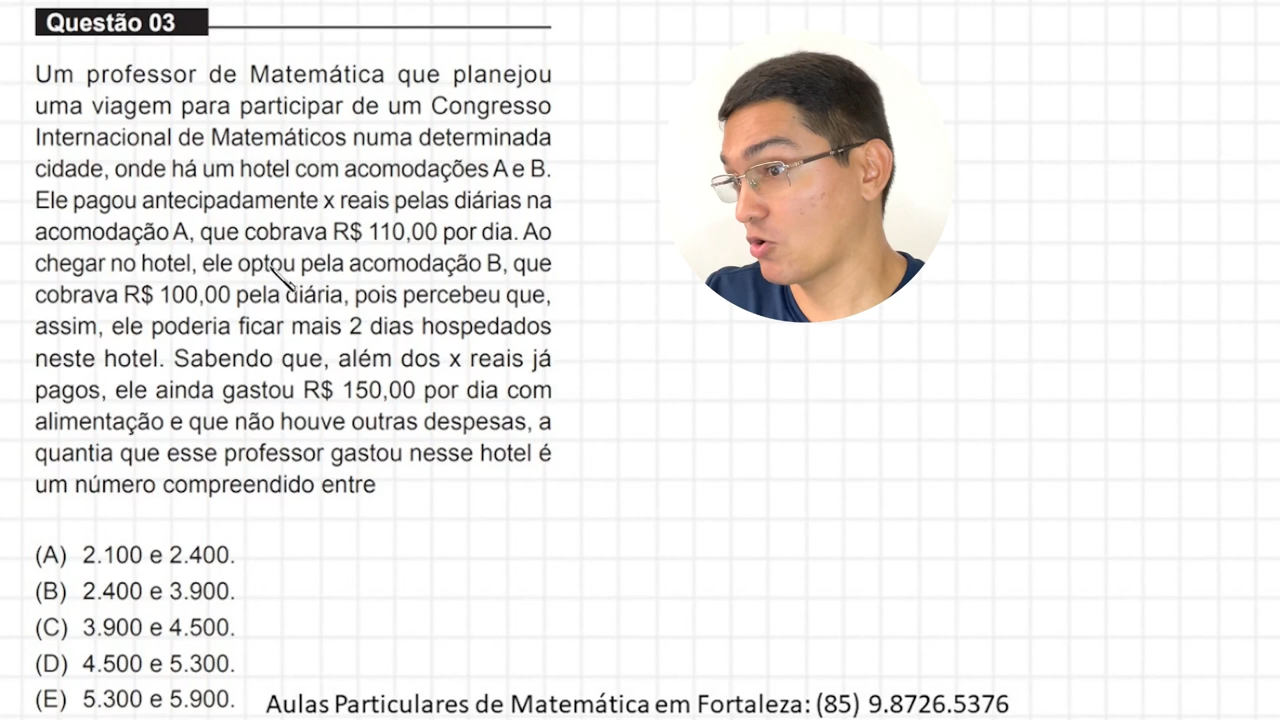 Questão 03
Um professor de Matemática que planejou
uma viagem para participar de um Congresso
Internacional de Matemáticos numa determinada
cidade, onde há um hotel com acomodações A e B.
Ele pagou antecipadamente x reais pelas diárias na
acomodação A, que cobrava R$ 110,00 por dia. Ao
chegar no hotel, ele optou pela acomodação B, que
cobrava R$ 100,00 pela diária, pois percebeu que,
assim, ele poderia ficar mais 2 dias hospedados
neste hotel. Sabendo que, além dos x reais já
pagos, ele ainda gastou R$ 150,00 por dia com
alimentação e que não houve outras despesas, a
quantia que esse professor gastou nesse hotel é
um número compreendido entre
(A) 2.100 e 2.400.
(B) 2.400 e 3.900.
(C) 3.900 e 4.500.
(D) 4.500 e 5.300.
(E) 5.300 e 5.900.
Aulas Particulares de Matemática em Fortaleza: (85) 9.8726.5376